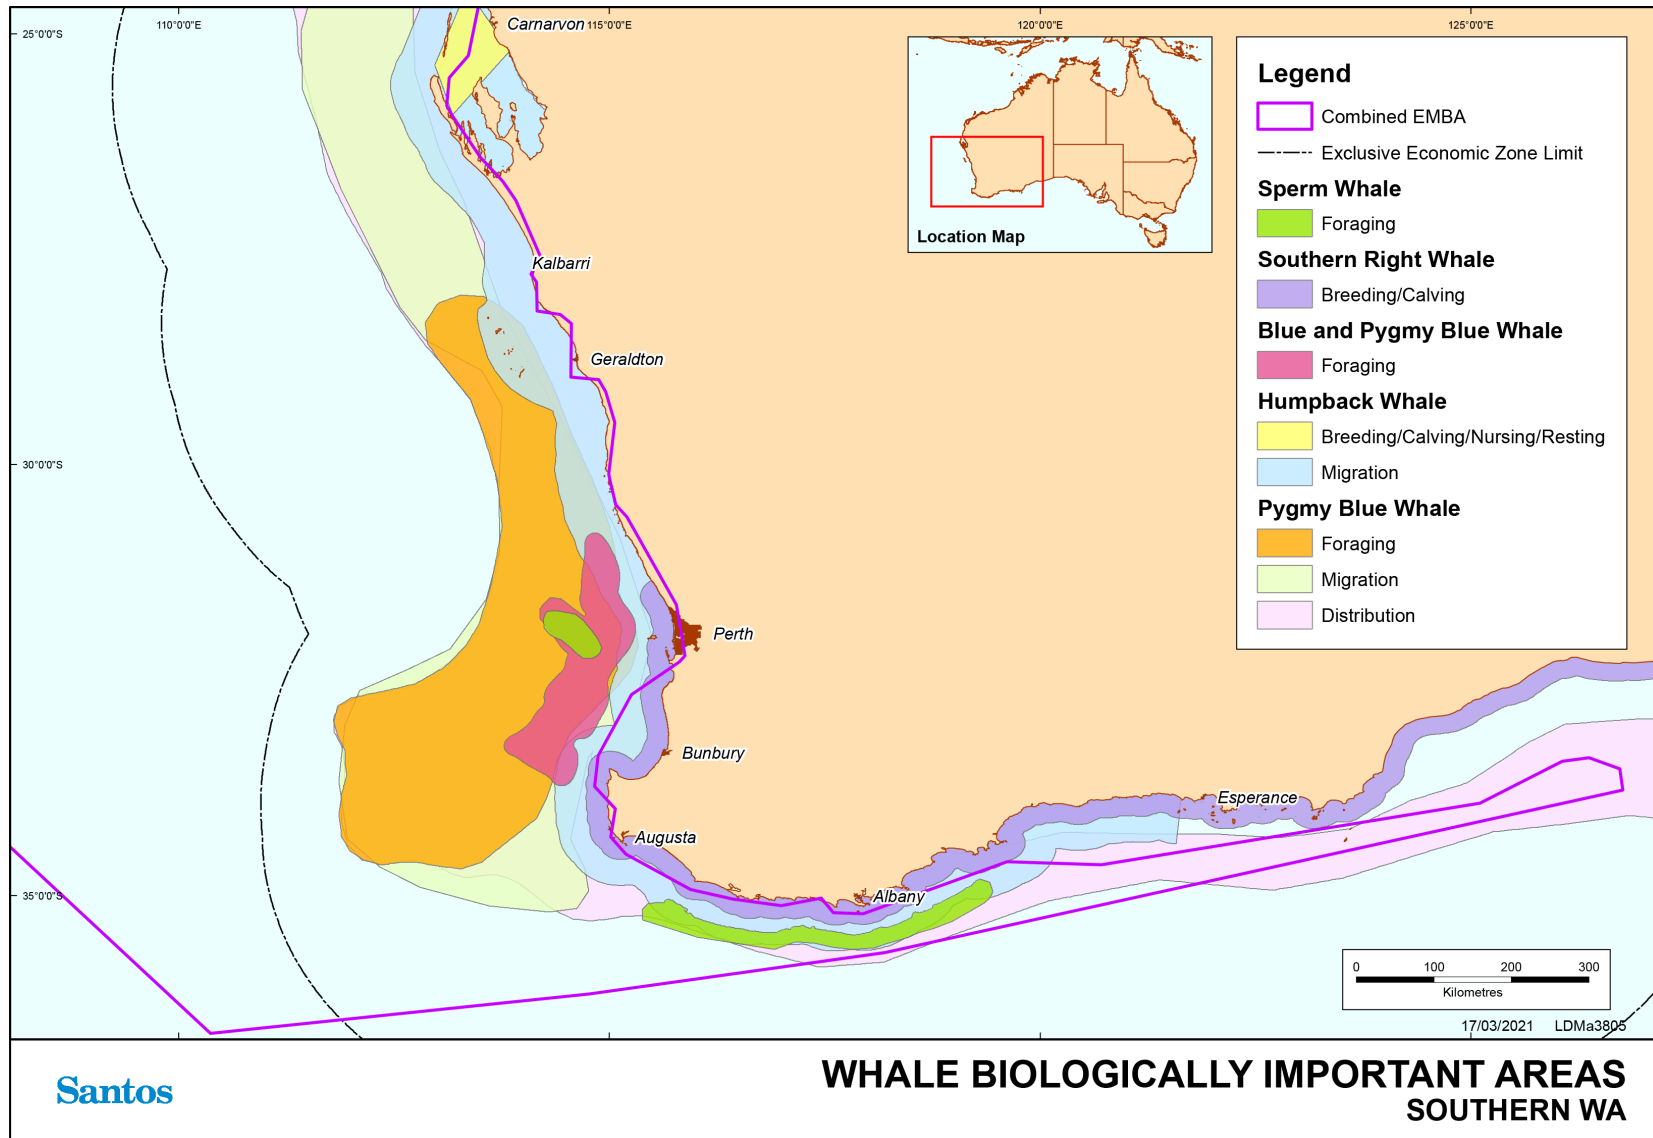 110°0'0"E
115°0'0"E
120°0'0"E
125°0'0"E
25°0'0"S
30°0'0"S
35°0'0"S
Carnarvon
Kalbarri
Geraldton
Perth
Bunbury
Augusta
Albany
Esperance
Location Map
Legend
Combined EMBA
Exclusive Economic Zone Limit
Sperm Whale
Foraging
Southern Right Whale
Breeding/Calving
Blue and Pygmy Blue Whale
Foraging
Humpback Whale
Breeding/Calving/Nursing/Resting
Migration
Pygmy Blue Whale
Foraging
Migration
Distribution
0 100 200 300
Kilometres
17/03/2021 LDMa3805
Santos
WHALE BIOLOGICALLY IMPORTANT AREAS
SOUTHERN WA